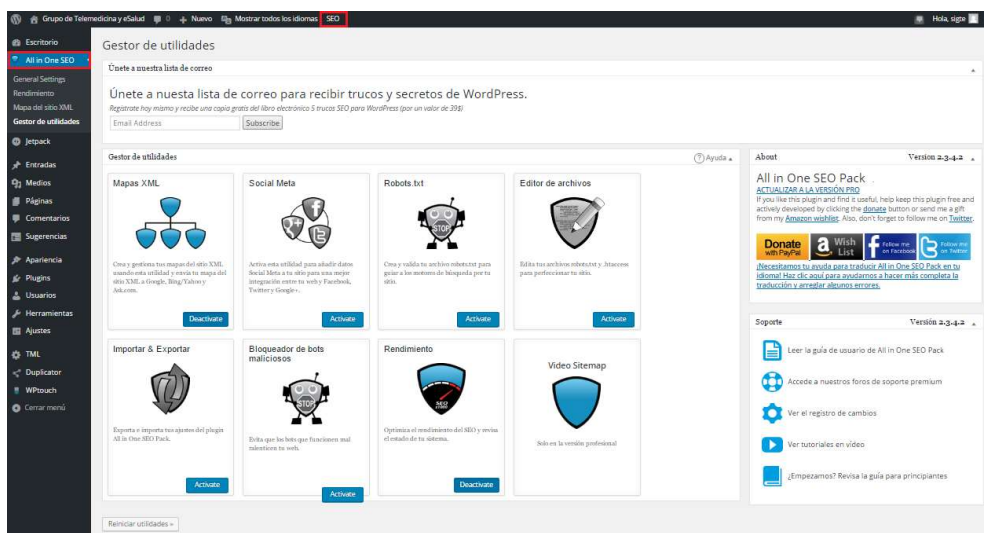 Grupo de Telemedicina y eSalud 0 + Nuevo Mostrar todos los idiomas SEO Hola, sigte
Escritorio
All in One SEO
General Settings
Rendimiento
Mapa del sitio XML
Gestor de utilidades
Jetpack
Entradas
Medios
Páginas
Comentarios
Sugerencias
Apariencia
Plugins
Usuarios
Herramientas
Ajustes
TML
Duplicator
WPtouch
Cerrar menú
Gestor de utilidades
Únete a nuestra lista de correo
Únete a nuesta lista de correo para recibir trucos y secretos de WordPress.
Regístrate hoy mismo y recibe una copia gratis del libro electrónico 5 trucos SEO para WordPress (por un valor de 39$)
Email Address Subscribe
Gestor de utilidades Ayuda
Mapas XML
Crea y gestiona tus mapas del sitio XML
usando esta utilidad y envía tu mapa del
sitio XML a Google, Bing/Yahoo y
Ask.com.
Deactivate
Social Meta
Activa esta utilidad para añadir datos
Social Meta a tu sitio para una mejor
integración entre tu web y Facebook,
Twitter y Google+.
Activate
Robots.txt
STOP
Crea y valida tu archivo robots.txt para
guiar a los motores de búsqueda por tu
sitio.
Activate
Editor de archivos
Edita tus archivos robots.txt y .htaccess
para perfeccionar tu sitio.
Activate
Importar & Exportar
Exporta e importa tus ajustes del plugin
All in One SEO Pack.
Activate
Bloqueador de bots
maliciosos
STOP
Evita que los bots que funcionen mal
ralenticen tu web.
Activate
Rendimiento
SEO
Optimiza el rendimiento del SEO y revisa
el estado de tu sistema.
Deactivate
Video Sitemap
Solo en la versión profesional
Reiniciar utilidades »
About Version 2.3.4.2
All in One SEO Pack
ACTUALIZAR A LA VERSIÓN PRO
If you like this plugin and find it useful, help keep this plugin free and
actively developed by clicking the donate button or send me a gift
from my Amazon wishlist. Also, don't forget to follow me on Twitter.
Donate
with PayPal
a Wish
List
Follow me
on Facebook
Follow me
on Twitter
¡Necesitamos tu ayuda para traducir All in One SEO Pack en tu
idioma! Haz clic aquí para ayudarnos a hacer más completa la
traducción y arreglar algunos errores.
Soporte Versión 2.3.4.2
Leer la guía de usuario de All in One SEO Pack
Accede a nuestros foros de soporte premium
Ver el registro de cambios
Ver tutoriales en vídeo
¿Empezamos? Revisa la guía para principiantes